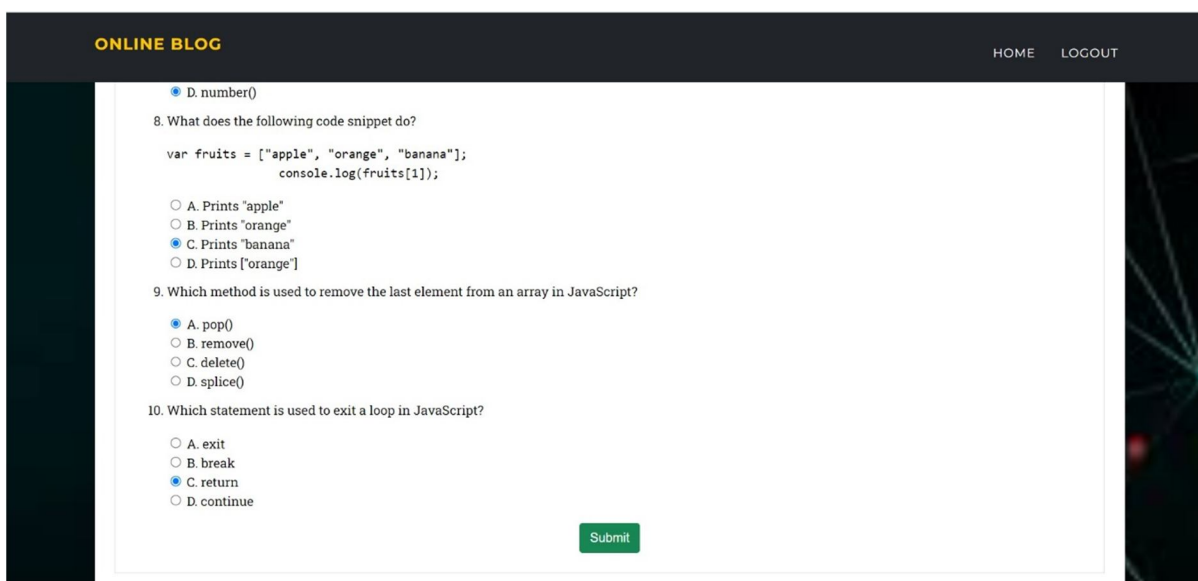 ONLINE BLOG
HOME LOGOUT
D. number()
8. What does the following code snippet do?
var fruits = ["apple", "orange", "banana"];
console.log(fruits[1]);
A. Prints "apple"
B. Prints "orange"
C. Prints "banana"
D. Prints ["orange"]
9. Which method is used to remove the last element from an array in JavaScript?
A. pop()
B. remove()
C. delete()
D. splice()
10. Which statement is used to exit a loop in JavaScript?
A. exit
B. break
C. return
D. continue
Submit